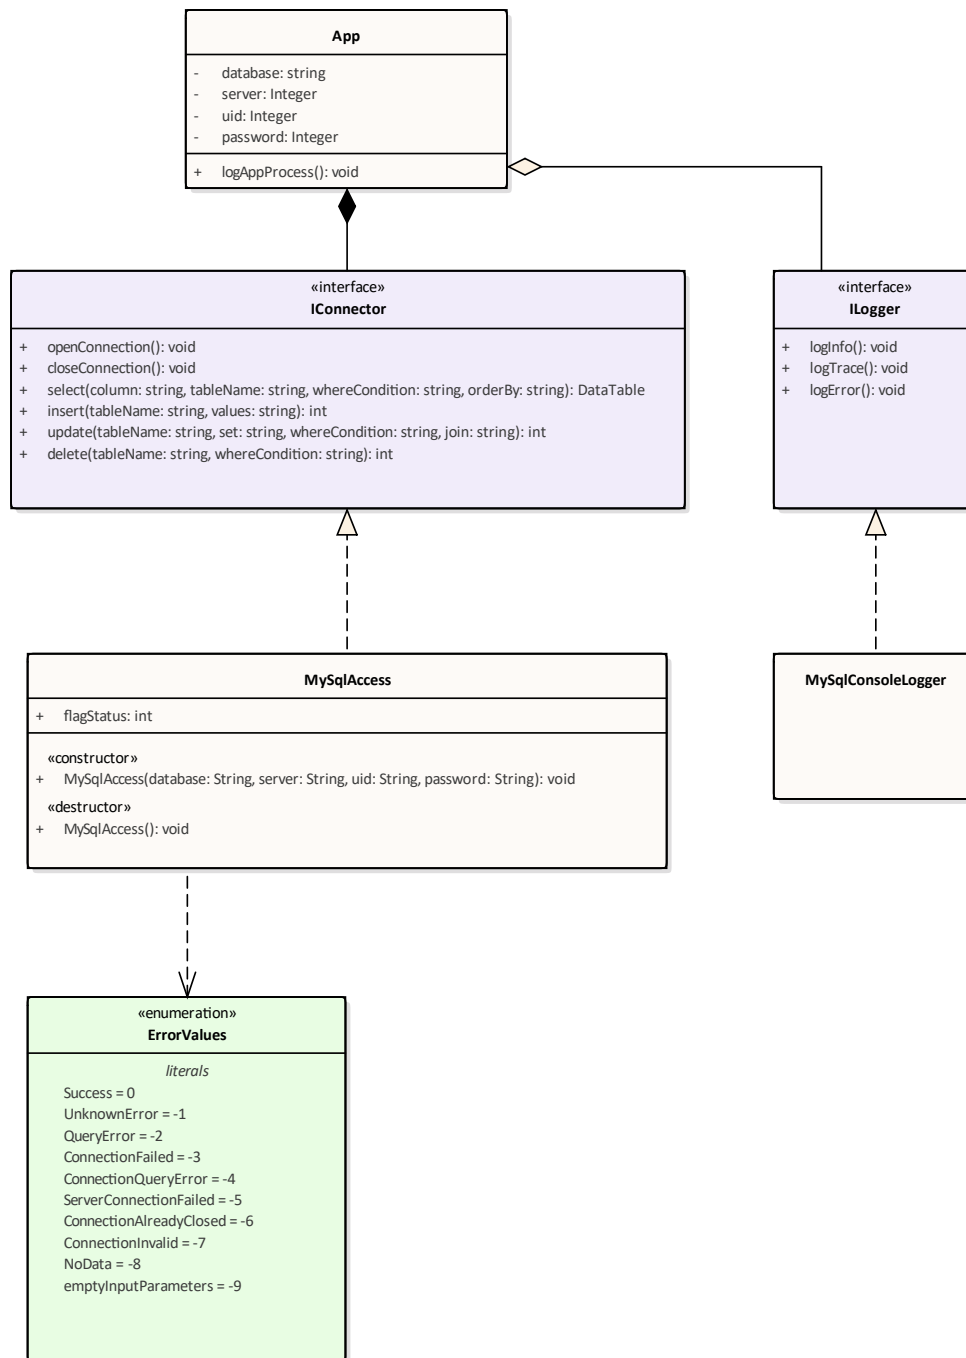 App
- database: string
- server: Integer
- uid: Integer
- password: Integer
+ logAppProcess(): void
«interface»
IConnector
+ openConnection(): void
+ closeConnection(): void
+ select(column: string, tableName: string, whereCondition: string, orderBy: string): DataTable
+ insert(tableName: string, values: string): int
+ update(tableName: string, set: string, whereCondition: string, join: string): int
+ delete(tableName: string, whereCondition: string): int
«interface»
ILogger
+ logInfo(): void
+ logTrace(): void
+ logError(): void
MySqlAccess
+ flagStatus: int
«constructor»
+ MySqlAccess(database: String, server: String, uid: String, password: String): void
«destructor»
+ MySqlAccess(): void
MySqlConsoleLogger
«enumeration»
ErrorValues
literals
Success = 0
UnknownError = -1
QueryError = -2
ConnectionFailed = -3
ConnectionQueryError = -4
ServerConnectionFailed = -5
ConnectionAlreadyClosed = -6
ConnectionInvalid = -7
NoData = -8
emptyInputParameters = -9